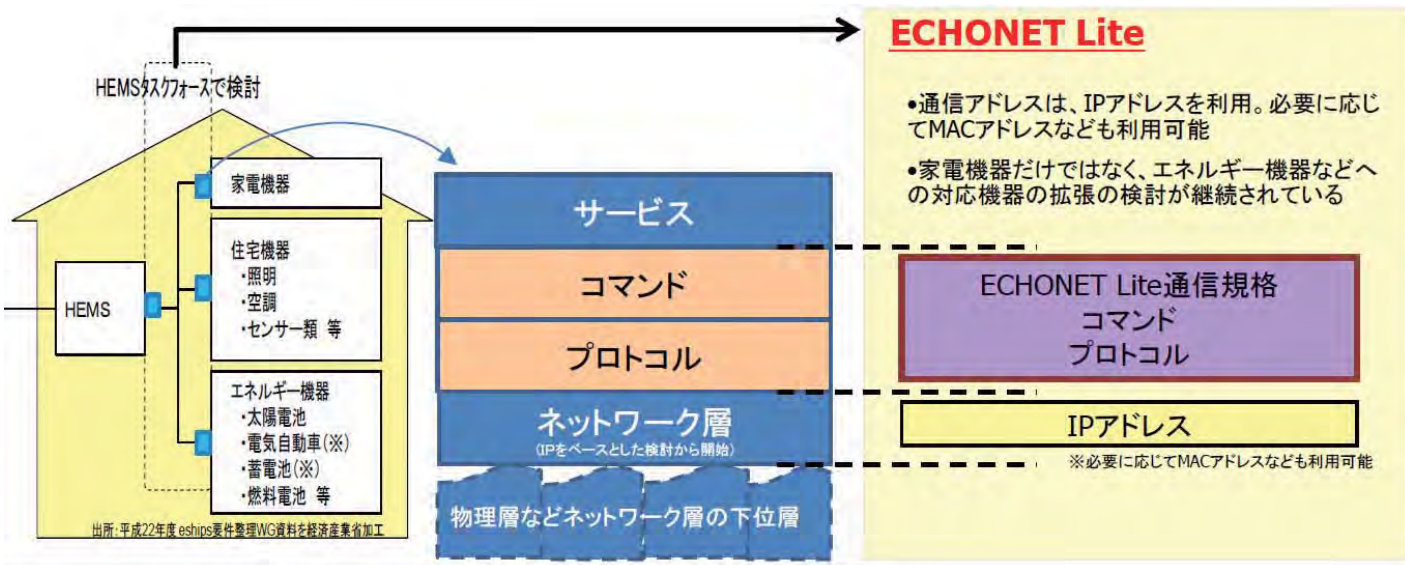 HEMSタスクフォースで検討
家電機器
住宅機器
・照明
・空調
・センサー類 等
HEMS
エネルギー機器
・太陽電池
・電気自動車(※)
・蓄電池(※)
・燃料電池 等
出所:平成22年度 eships要件整理WG資料を経済産業省加工
サービス
コマンド
プロトコル
ネットワーク層
(IPをベースとした検討から開始)
物理層などネットワーク層の下位層
ECHONET Lite
•通信アドレスは、IPアドレスを利用。必要に応じ
てMACアドレスなども利用可能
•家電機器だけではなく、エネルギー機器などへ
の対応機器の拡張の検討が継続されている
ECHONET Lite通信規格
コマンド
プロトコル
IPアドレス
※必要に応じてMACアドレスなども利用可能